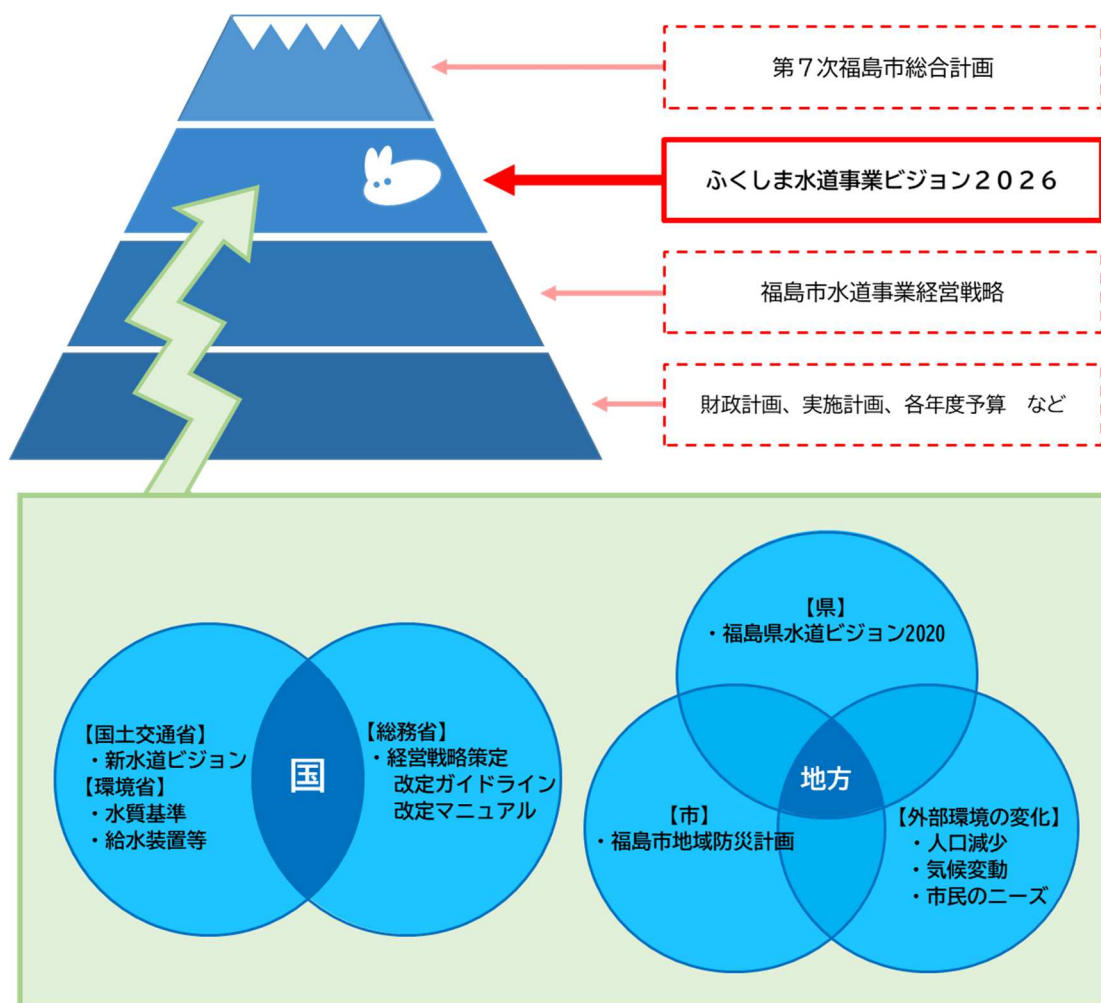 第７次福島市総合計画
ふくしま水道事業ビジョン２０２６
福島市水道事業経営戦略
財政計画、実施計画、各年度予算　など
【国土交通省】
・新水道ビジョン
【環境省】
・水質基準
・給水装置等
国
【総務省】
・経営戦略策定
改定ガイドライン
改定マニュアル
【県】
・福島県水道ビジョン2020
地方
【市】
・福島市地域防災計画
【外部環境の変化】
・人口減少
・気候変動
・市民のニーズ